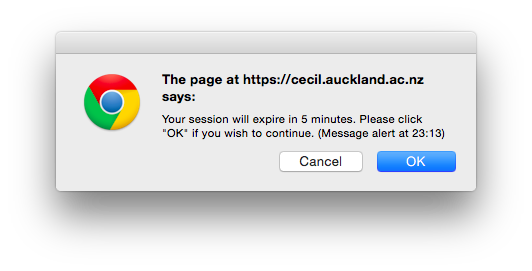 The page at https://cecil.auckland.ac.nz
says:
Your session will expire in 5 minutes. Please click
"OK" if you wish to continue. (Message alert at 23:13)
Cancel
OK